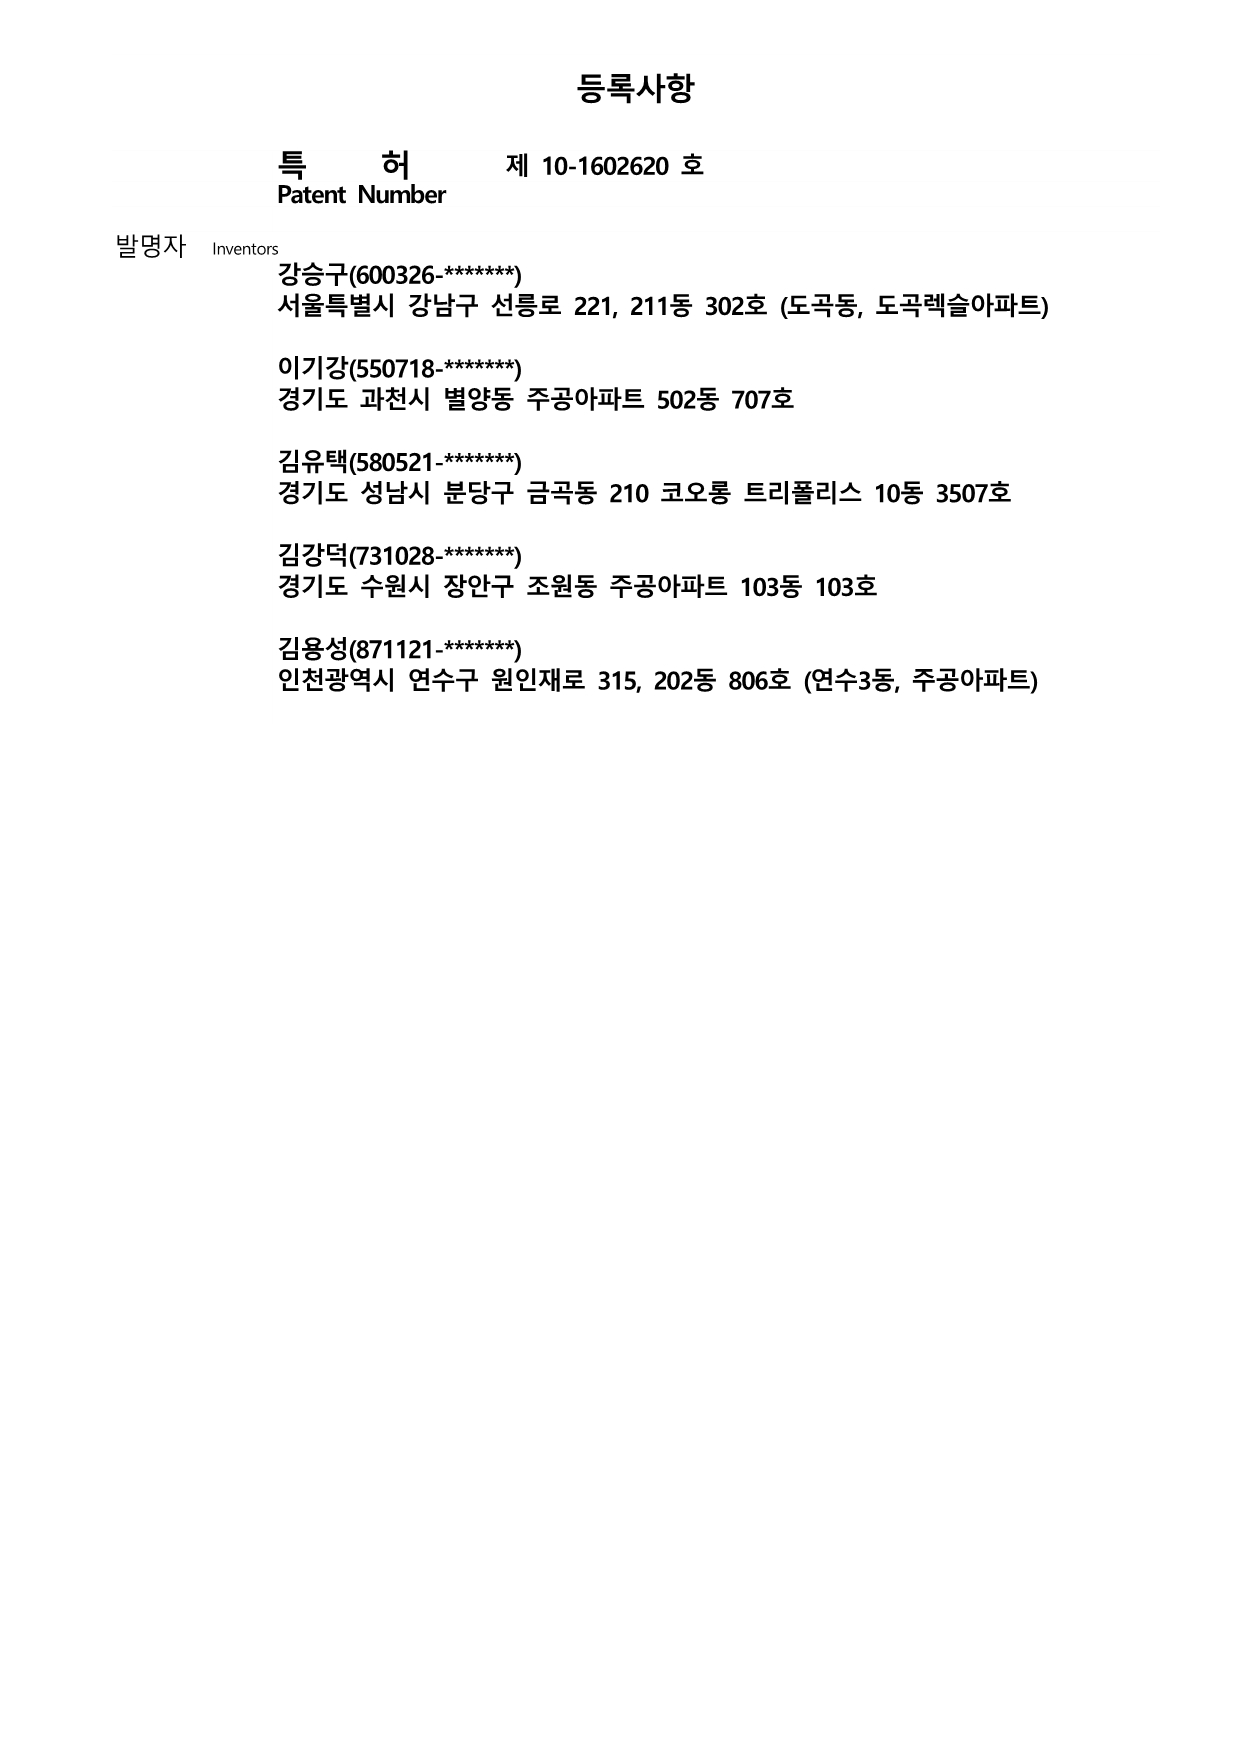 등록사항
특 허 제 10-1602620 호
Patent Number
발명자 Inventors
강승구(600326-*******)
서울특별시 강남구 선릉로 221, 211동 302호 (도곡동, 도곡렉슬아파트)
이기강(550718-*******)
경기도 과천시 별양동 주공아파트 502동 707호
김유택(580521-*******)
경기도 성남시 분당구 금곡동 210 코오롱 트리폴리스 10동 3507호
김강덕(731028-*******)
경기도 수원시 장안구 조원동 주공아파트 103동 103호
김용성(871121-*******)
인천광역시 연수구 원인재로 315, 202동 806호 (연수3동, 주공아파트)